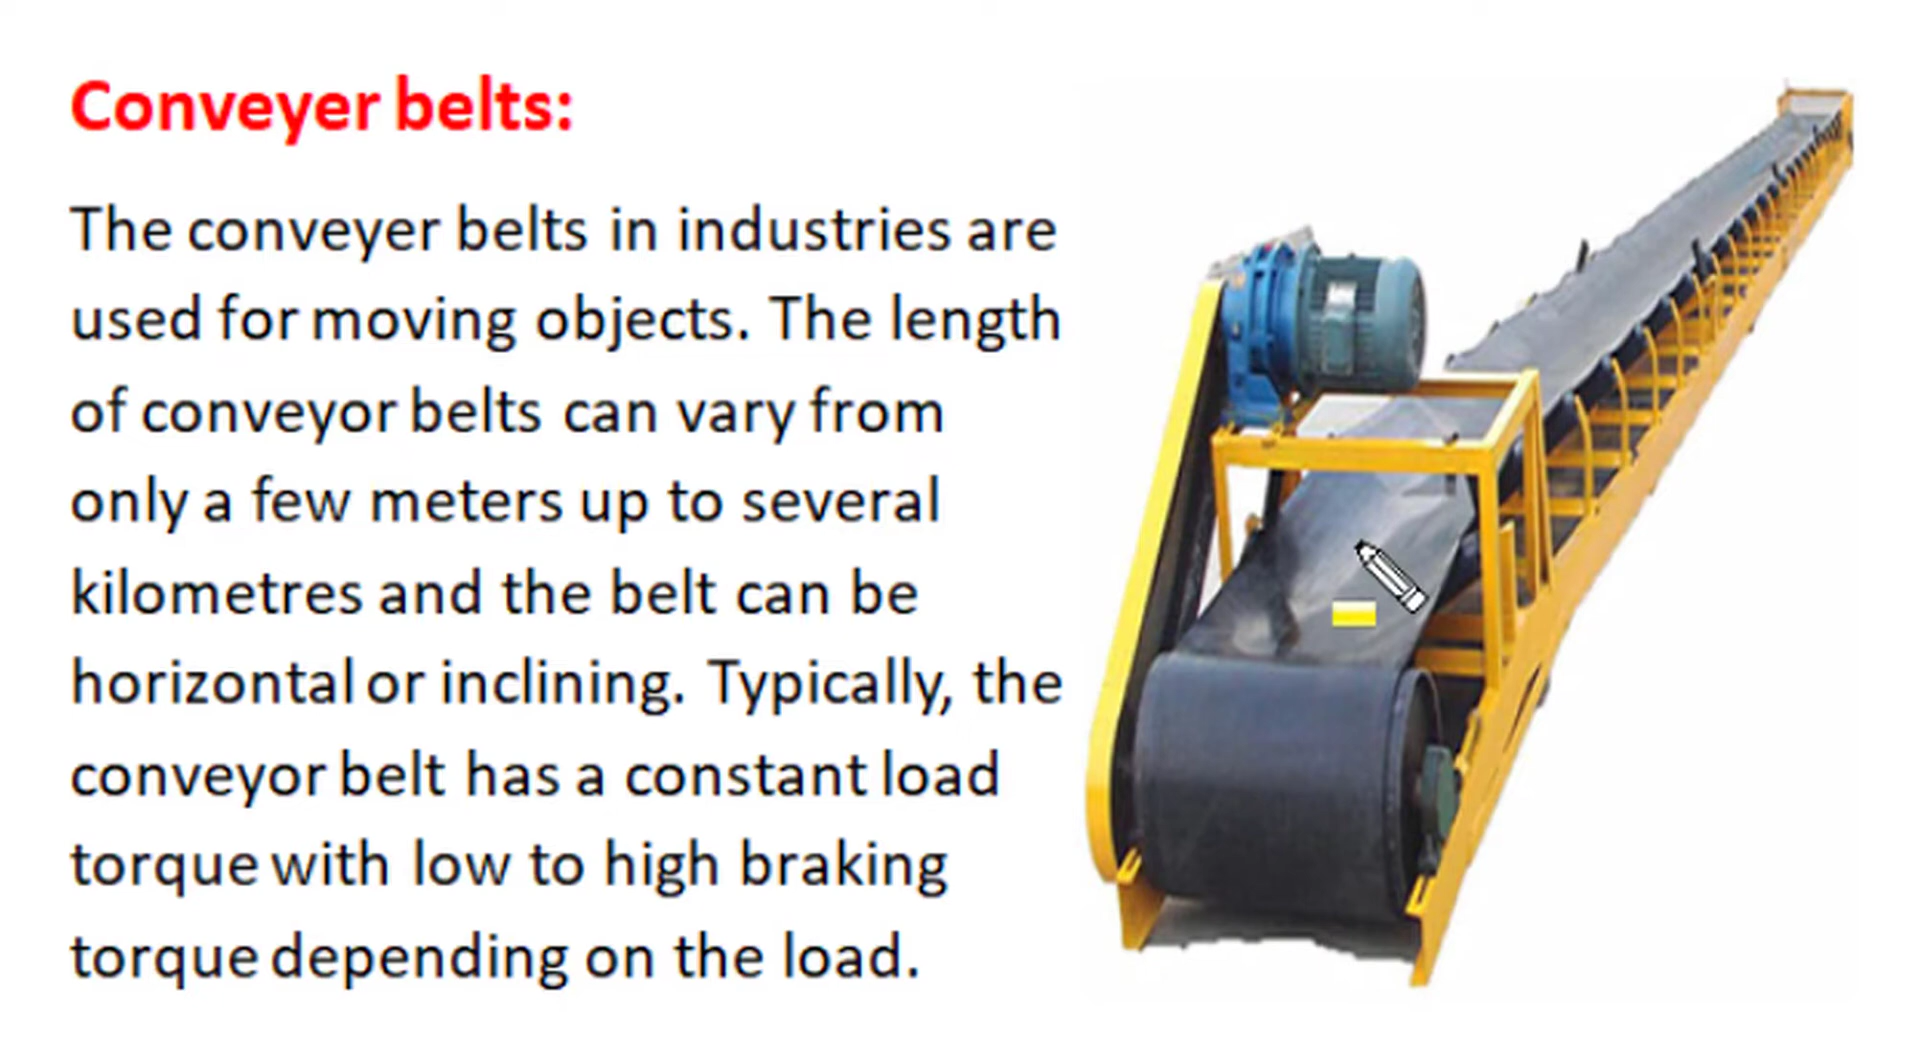 Conveyer belts:
The conveyer belts in industries are
used for moving objects. The length
of conveyor belts can vary from
only a few meters up to several
kilometres and the belt can be
horizontal or inclining. Typically, the
conveyor belt has a constant load
torque with low to high braking
torque depending on the load.